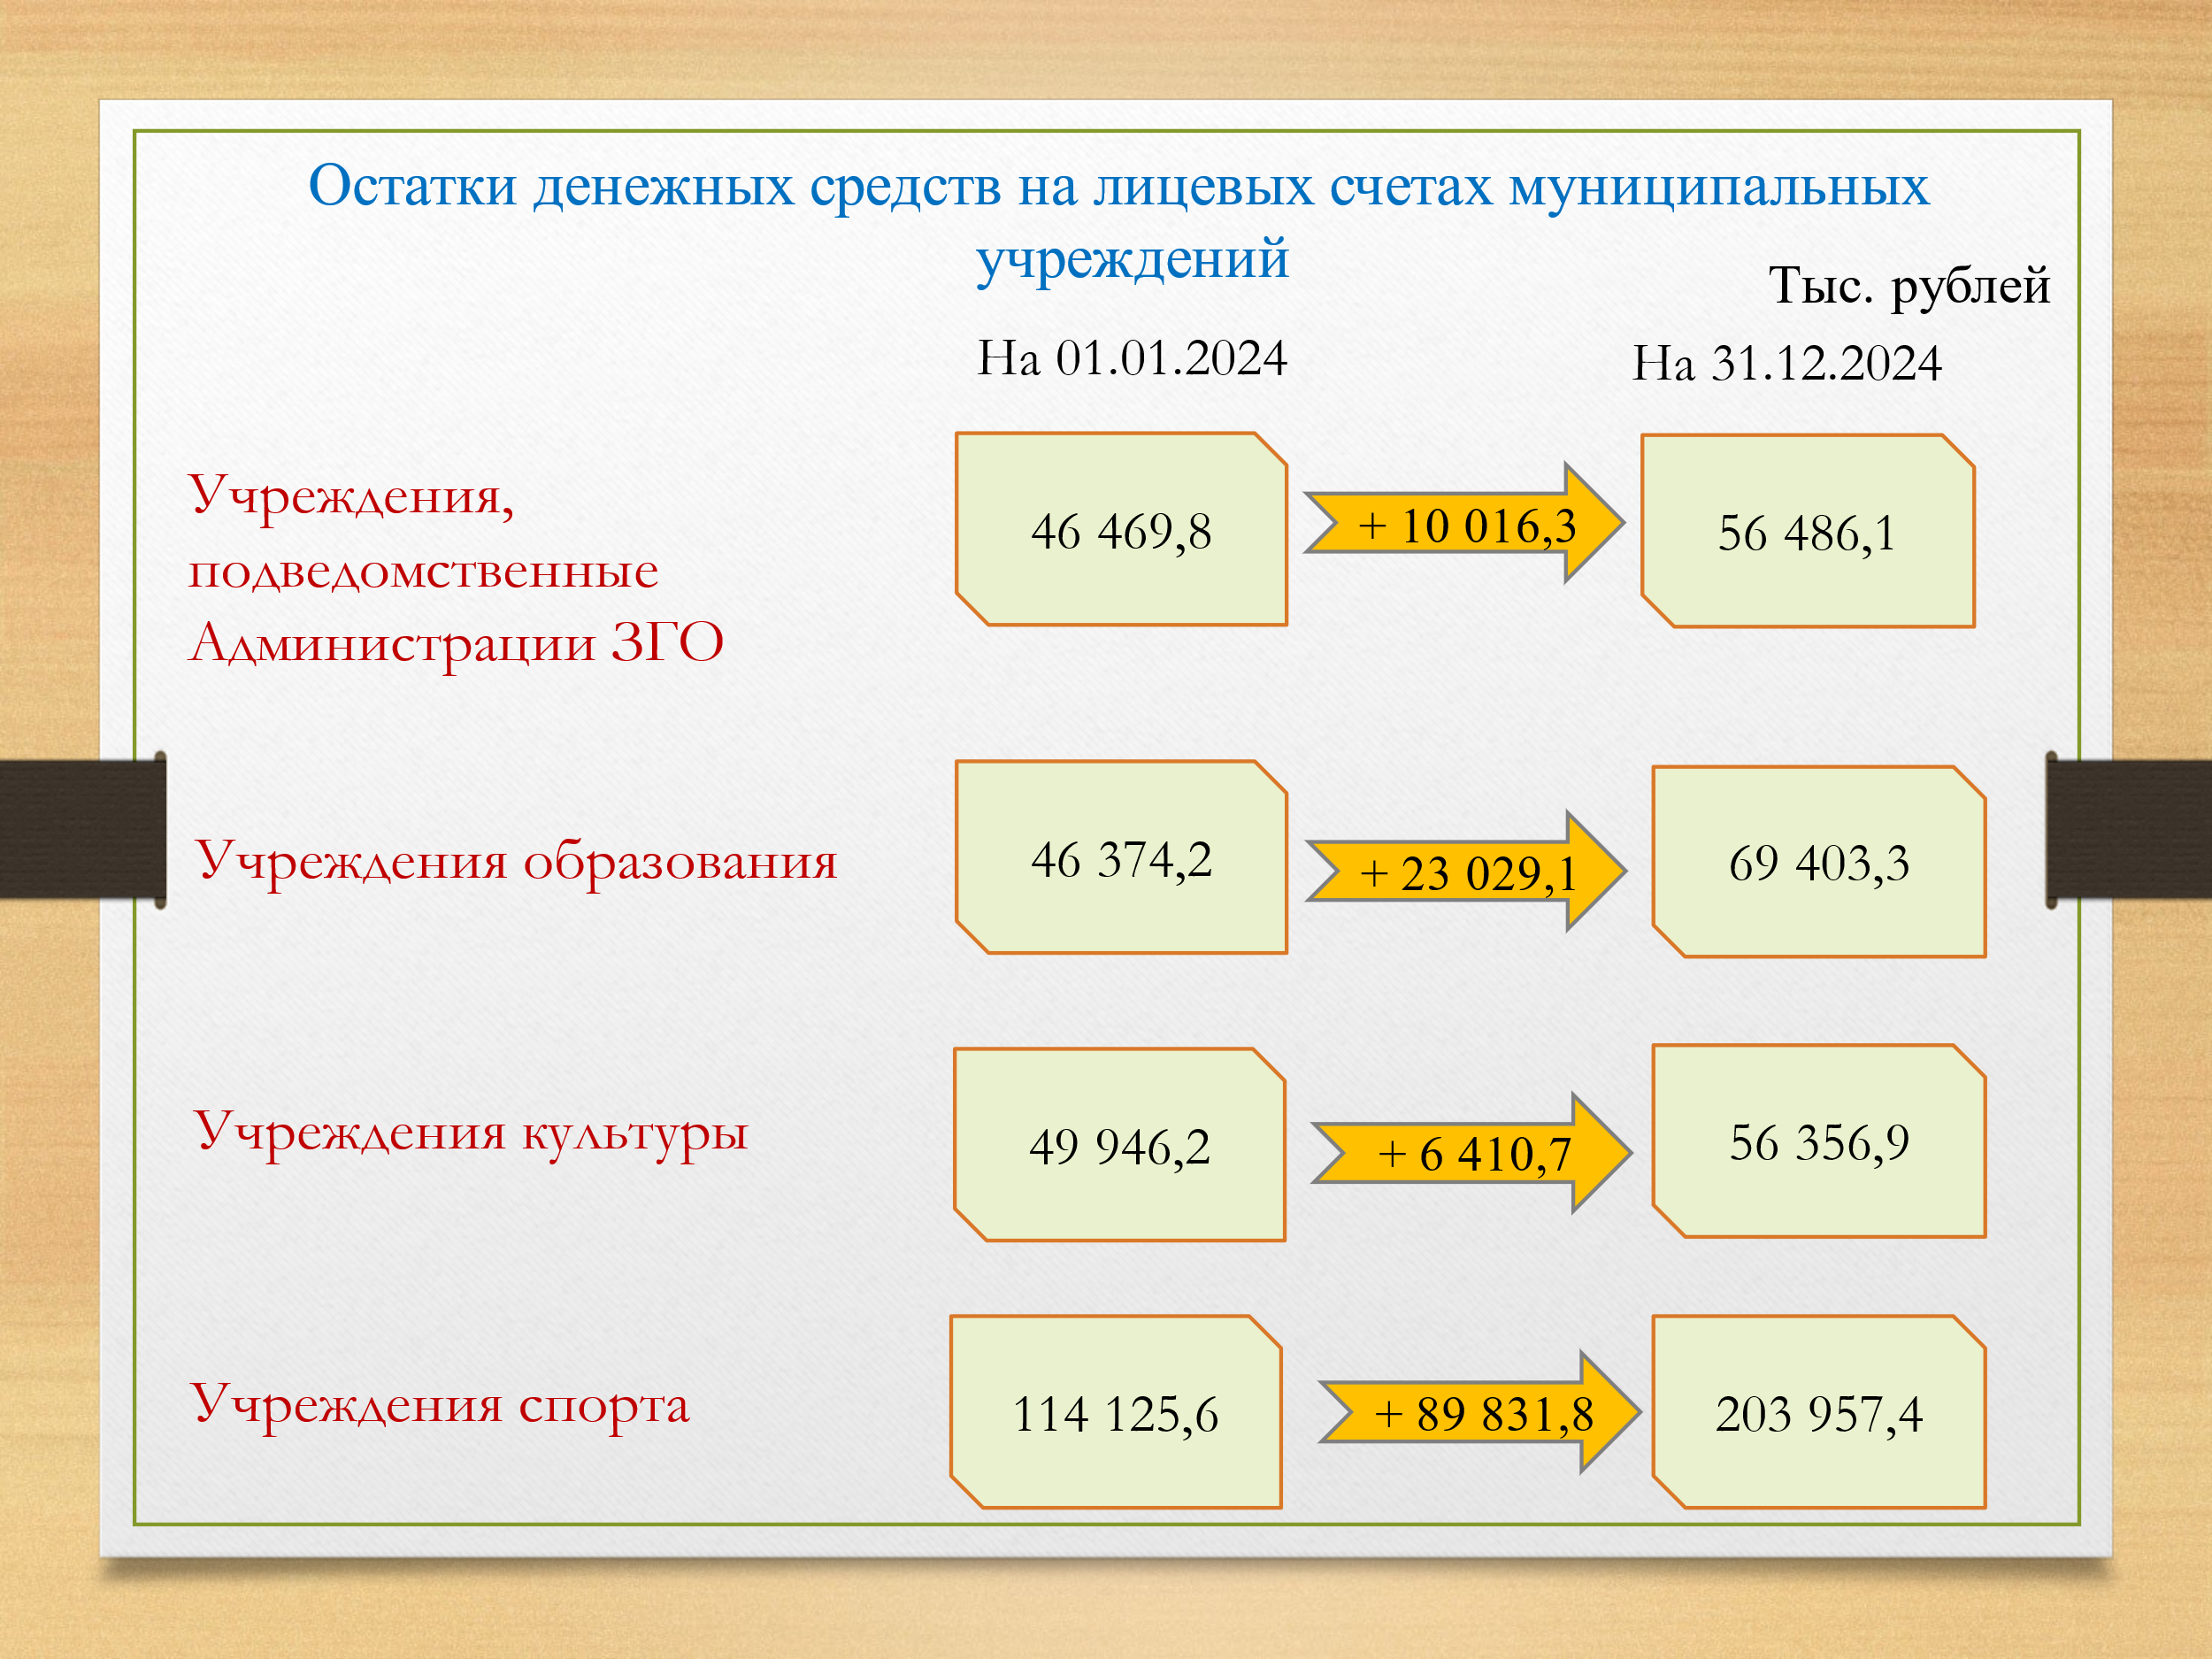 Остатки денежных средств на лицевых счетах муниципальных
учреждений
Тыс. рублей
На 01.01.2024
На 31.12.2024
Учреждения,
подведомственные
Администрации ЗГО
46 469,8
+ 10 016,3
56 486,1
Учреждения образования
46 374,2
+ 23 029,1
69 403,3
Учреждения культуры
49 946,2
+ 6 410,7
56 356,9
Учреждения спорта
114 125,6
+ 89 831,8
203 957,4